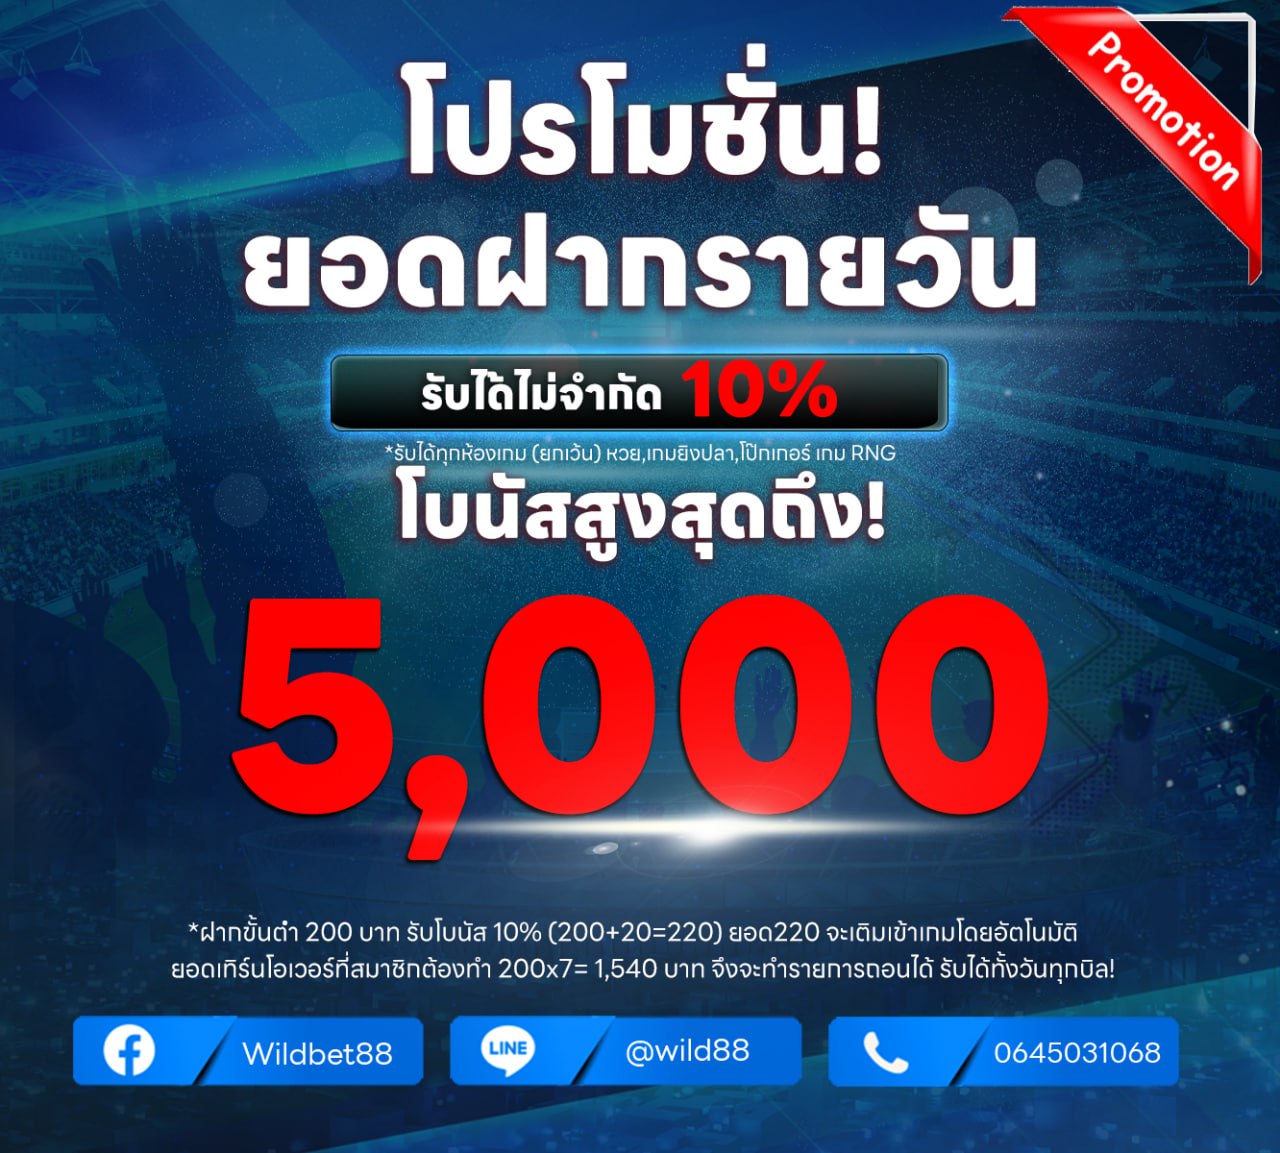 Promotion
โปรโมชั่น!
ยอดฝากรายวัน
รับได้ไม่จำกัด 10%
*รับได้ทุกห้องเกม (ยกเว้น) หวย,เกมยิงปลา,โป๊กเกอร์ เกม RNG
โบนัสสูงสุดถึง!
5,000
*ฝากขั้นต่ำ 200 บาท รับโบนัส 10% (200+20=220) ยอด220 จะเติมเข้าเกมโดยอัตโนมัติ
ยอดเทิร์นโอเวอร์ที่สมาชิกต้องทำ 200x7= 1,540 บาท จึงจะทำรายการถอนได้ รับได้ทั้งวันทุกบิล!
Wildbet88
LINE @wild88
0645031068